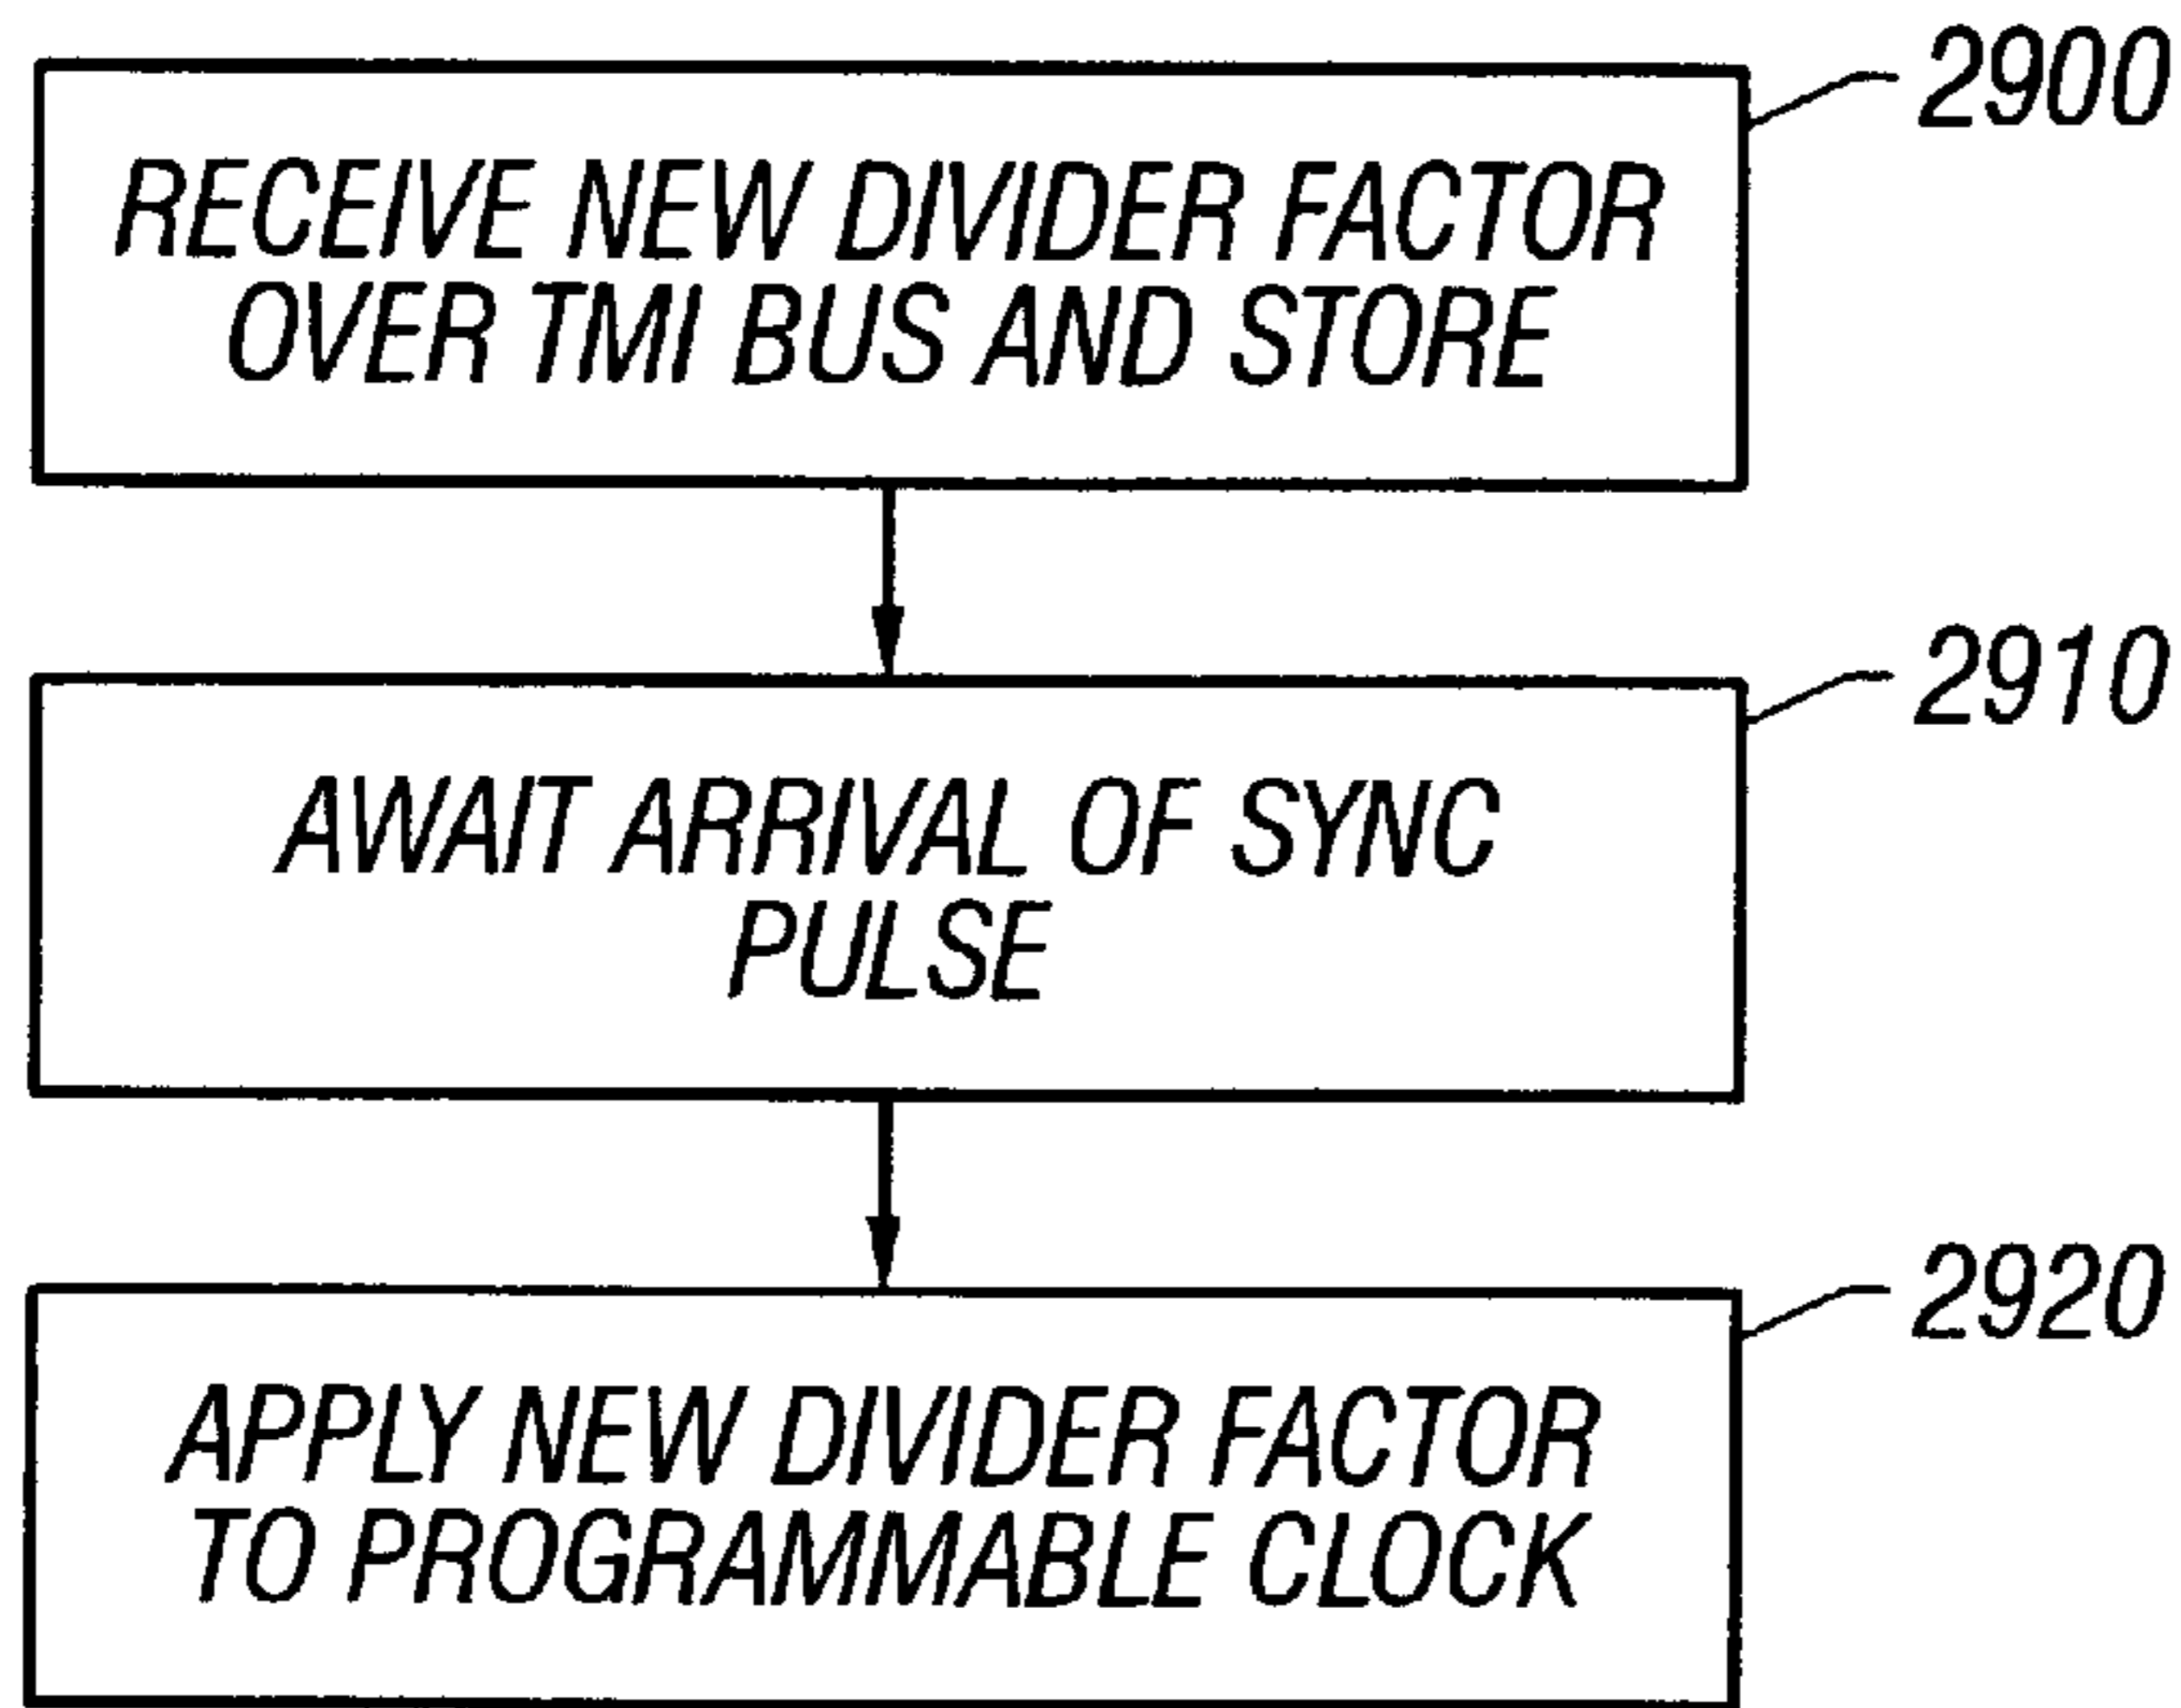 2900
RECEIVE NEW DIVIDER FACTOR
OVER TMI BUS AND STORE
2910
AWAIT ARRIVAL OF SYNC
PULSE
2920
APPLY NEW DIVIDER FACTOR
TO PROGRAMMABLE CLOCK